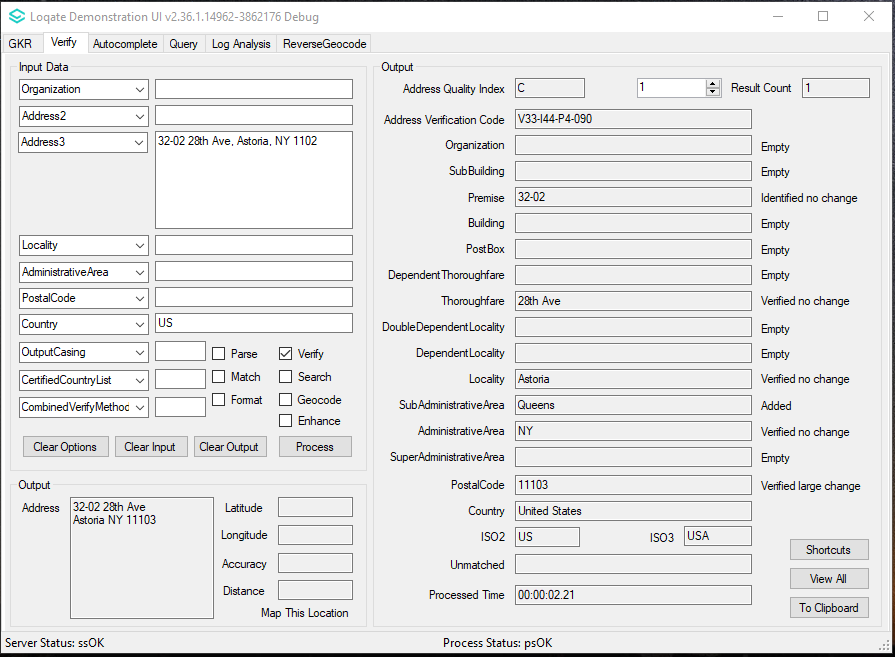 Loqate Demonstration UI v2.36.1.14962-3862176 Debug
GKR Verify Autocomplete Query Log Analysis ReverseGeocode
Input Data
Organization
Address2
Address3 32-02 28th Ave, Astoria, NY 1102
Locality
AdministrativeArea
PostalCode
Country US
OutputCasing Parse Verify
CertifiedCountryList Match Search
CombinedVerifyMethod Format Geocode
Enhance
Clear Options Clear Input Clear Output Process
Output
Address 32-02 28th Ave
Astoria NY 11103
Latitude
Longitude
Accuracy
Distance
Map This Location
Output
Address Quality Index C 1 Result Count 1
Address Verification Code V33-I44-P4-090
Organization Empty
SubBuilding Empty
Premise 32-02 Identified no change
Building Empty
PostBox Empty
DependentThoroughfare Empty
Thoroughfare 28th Ave Verified no change
DoubleDependentLocality Empty
DependentLocality Empty
Locality Astoria Verified no change
SubAdministrativeArea Queens Added
AdministrativeArea NY Verified no change
SuperAdministrativeArea Empty
PostalCode 11103 Verified large change
Country United States
ISO2 US ISO3 USA
Unmatched
Processed Time 00:00:02.21
Shortcuts
View All
To Clipboard
Server Status: ssOK Process Status: psOK